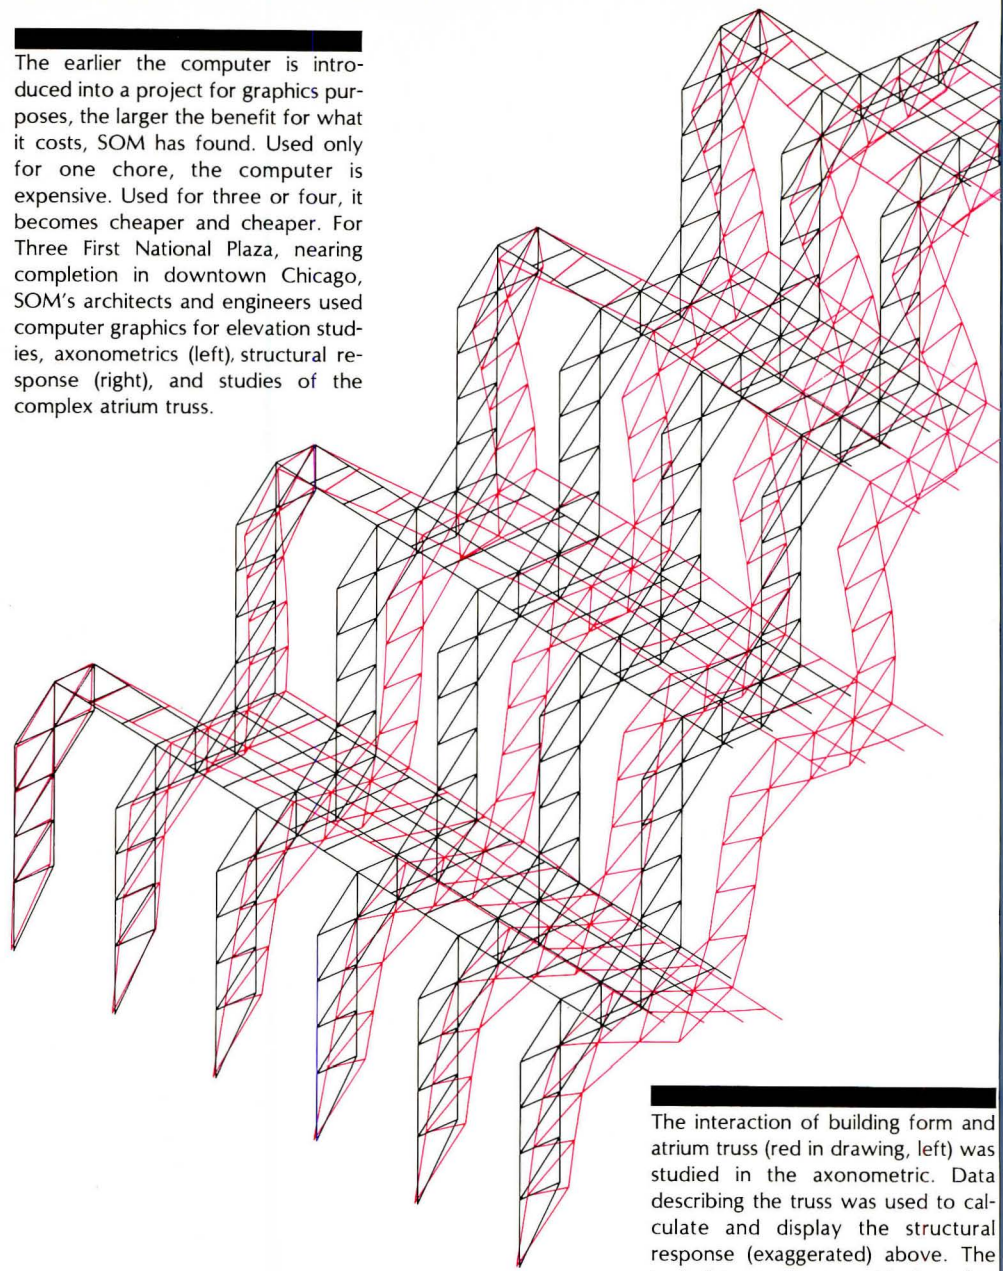 The earlier the computer is intro-
duced into a project for graphics pur-
poses, the larger the benefit for what
it costs, SOM has found. Used only
for one chore, the computer is
expensive. Used for three or four, it
becomes cheaper and cheaper. For
Three First National Plaza, nearing
completion in downtown Chicago,
SOM's architects and engineers used
computer graphics for elevation stud-
ies, axonometrics (left), structural re-
sponse (right), and studies of the
complex atrium truss.
The interaction of building form and
atrium truss (red in drawing, left) was
studied in the axonometric. Data
describing the truss was used to cal-
culate and display the structural
response (exaggerated) above. The